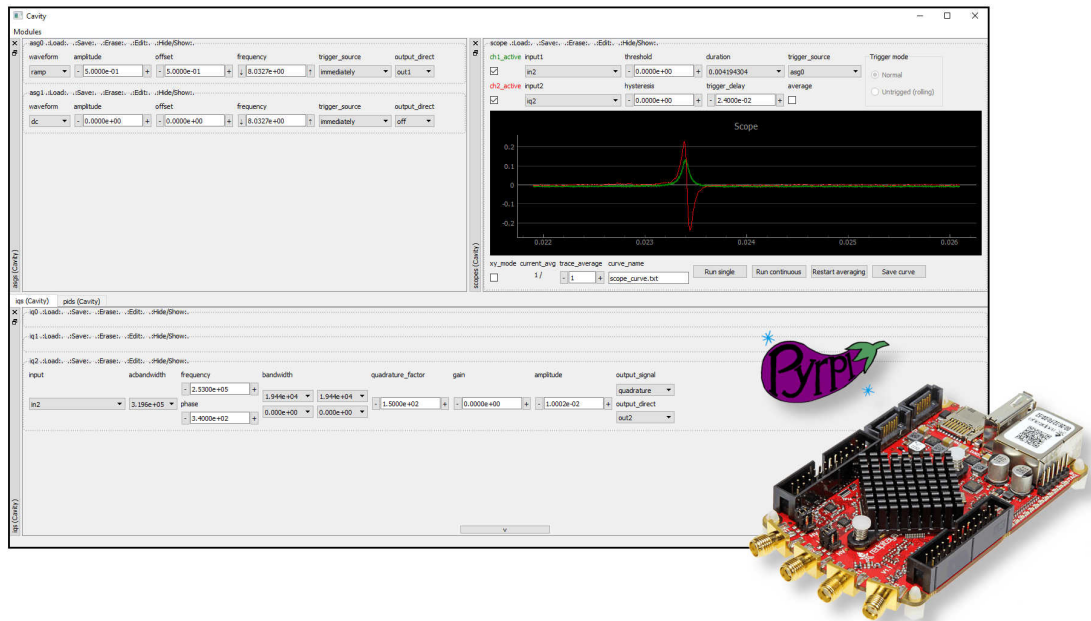 Cavity
Modules
asg0 .:Load:. .:Save:. .:Erase:. .:Edit:. .:Hide/Show:.
waveform amplitude offset frequency trigger_source output_direct
ramp - 5.0000e-01 + - 5.0000e-01 + ↓ 8.0327e+00 ↑ immediately out1
asg1 .:Load:. .:Save:. .:Erase:. .:Edit:. .:Hide/Show:.
waveform amplitude offset frequency trigger_source output_direct
dc - 0.0000e+00 + - 0.0000e+00 + ↓ 8.0327e+00 ↑ immediately off
asgs (Cavity)
scope .:Load:. .:Save:. .:Erase:. .:Edit:. .:Hide/Show:.
ch1_active input1 threshold duration trigger_source Trigger mode
in2 - 0.0000e+00 + 0.004194304 asg0 Normal
ch2_active input2 hysteresis trigger_delay average
iq2 - 0.0000e+00 + - 2.4000e-02 + Untrigged (rolling)
Scope
0.2
0.1
0
-0.1
-0.2
0.022 0.023 0.024 0.025 0.026
xy_mode current_avg trace_average curve_name
1 / - 1 + scope_curve.txt Run single Run continuous Restart averaging Save curve
scopes (Cavity)
iqs (Cavity) pids (Cavity)
iq0 .:Load:. .:Save:. .:Erase:. .:Edit:. .:Hide/Show:.
iq1 .:Load:. .:Save:. .:Erase:. .:Edit:. .:Hide/Show:.
iq2 .:Load:. .:Save:. .:Erase:. .:Edit:. .:Hide/Show:.
input acbandwidth frequency bandwidth quadrature_factor gain amplitude output_signal
in2 3.196e+05 - 2.5300e+05 + 1.944e+04 1.944e+04 - 1.5000e+02 + - 0.0000e+00 + - 1.0002e-02 + quadrature
phase output_direct
- 3.4000e+02 + 0.000e+00 0.000e+00 out2
iqs (Cavity)
v
Pyrpl